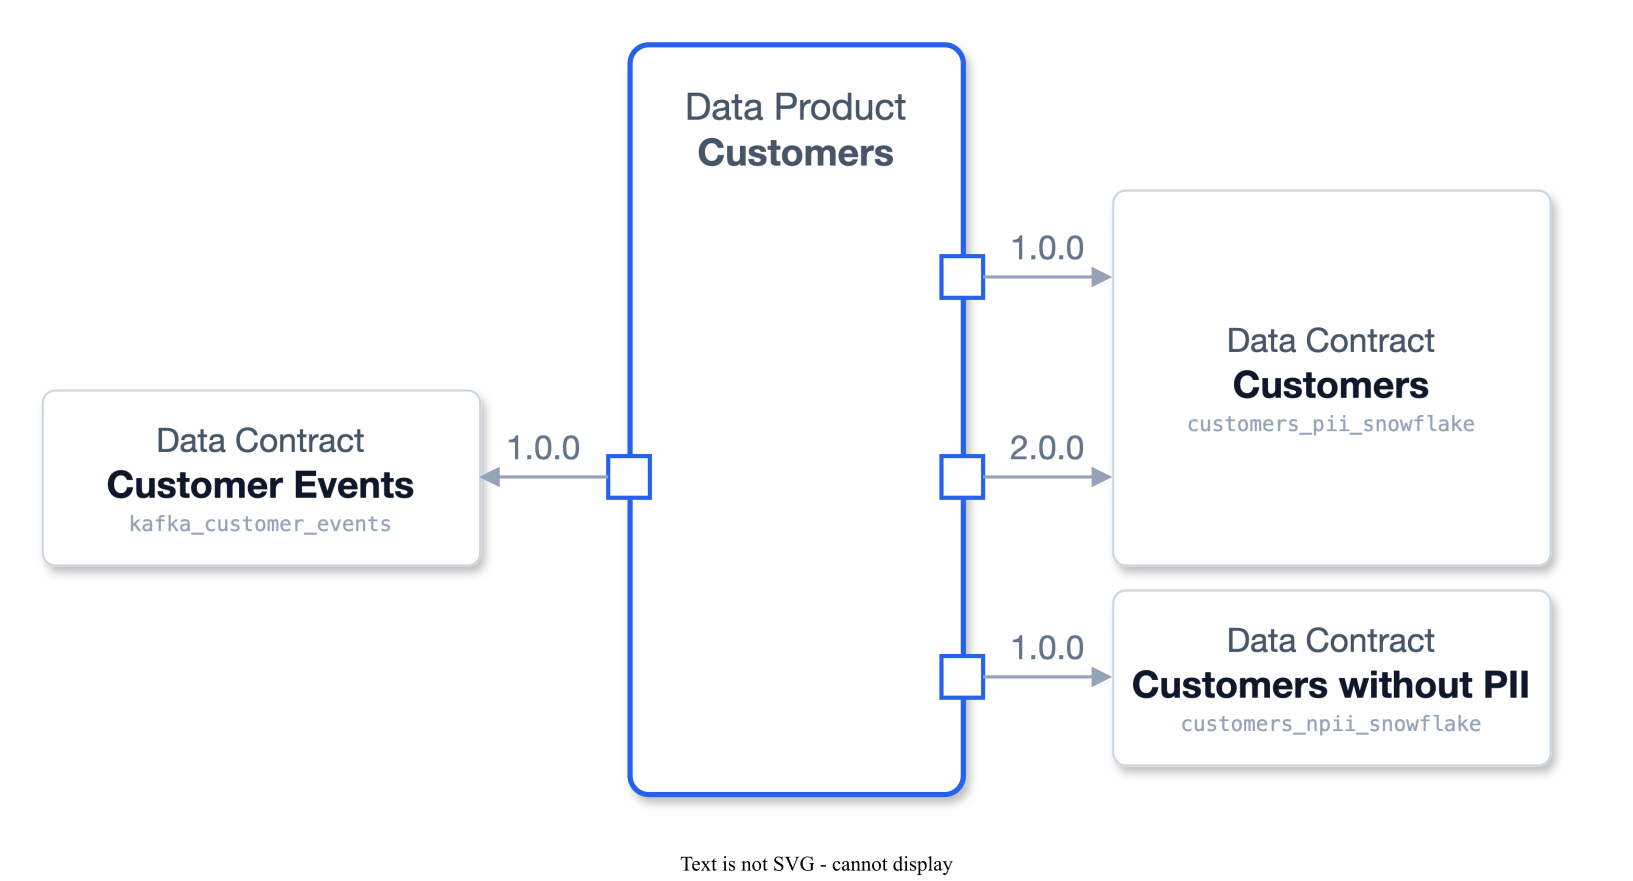 Data Product
Customers
1.0.0
Data Contract
Customers
customers_pii_snowflake
Data Contract
Customer Events
kafka_customer_events
1.0.0
2.0.0
1.0.0
Data Contract
Customers without PII
customers_npii_snowflake
Text is not SVG - cannot display